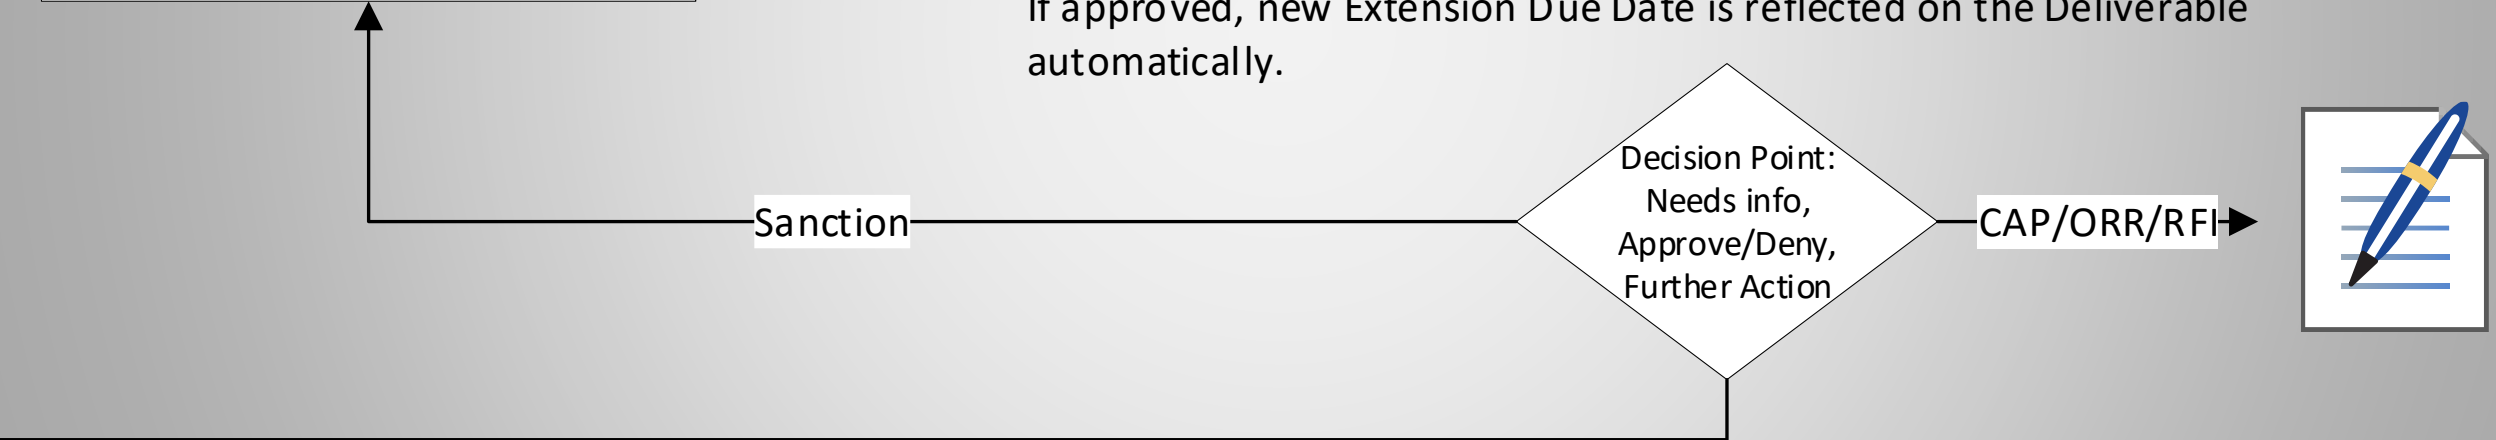 If approved, new Extension Due Date is reflected on the Deliverable
automatically.
Decision Point:
Needs info,
Approve/Deny,
Further Action
Sanction
CAP/ORR/RFI